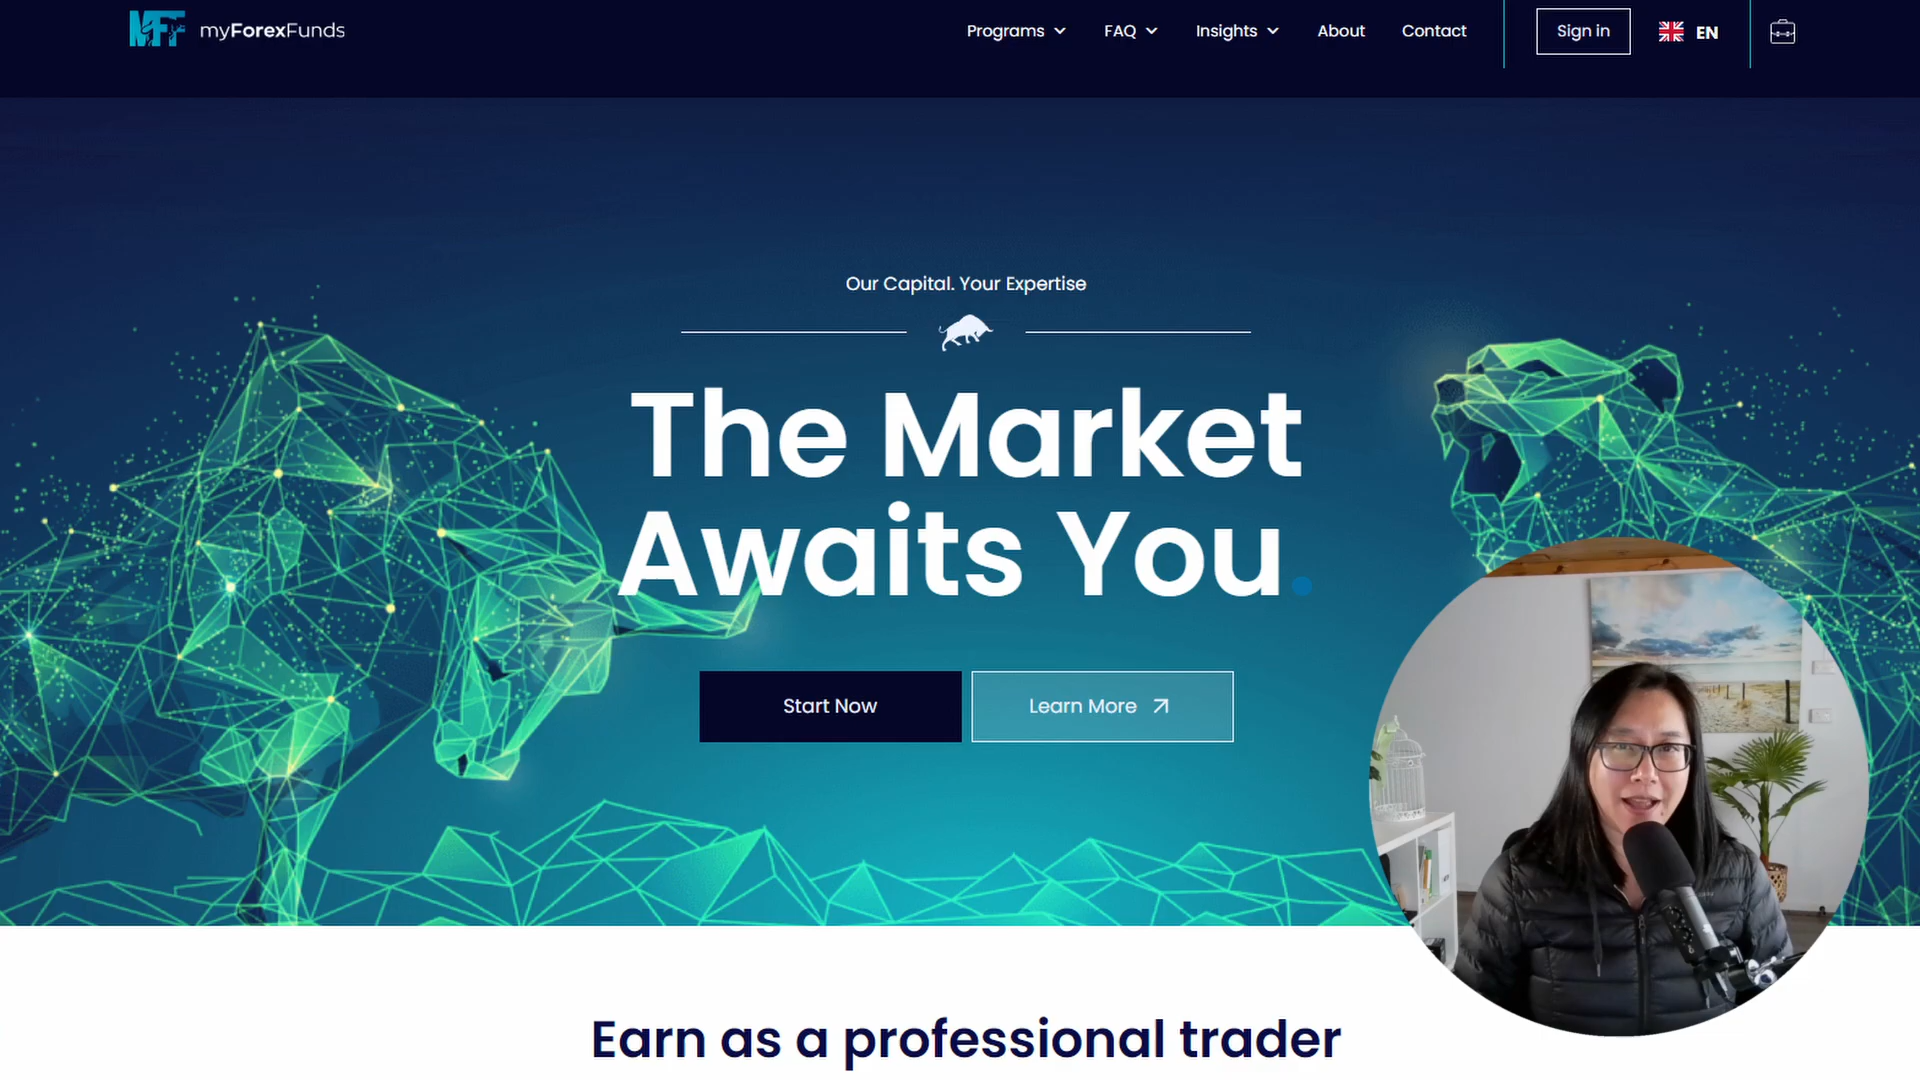 MFF myForexFunds
Programs
FAQ
Insights
About
Contact
Sign in
EN
Our Capital. Your Expertise
The Market
Awaits You.
Start Now
Learn More
Earn as a professional trader